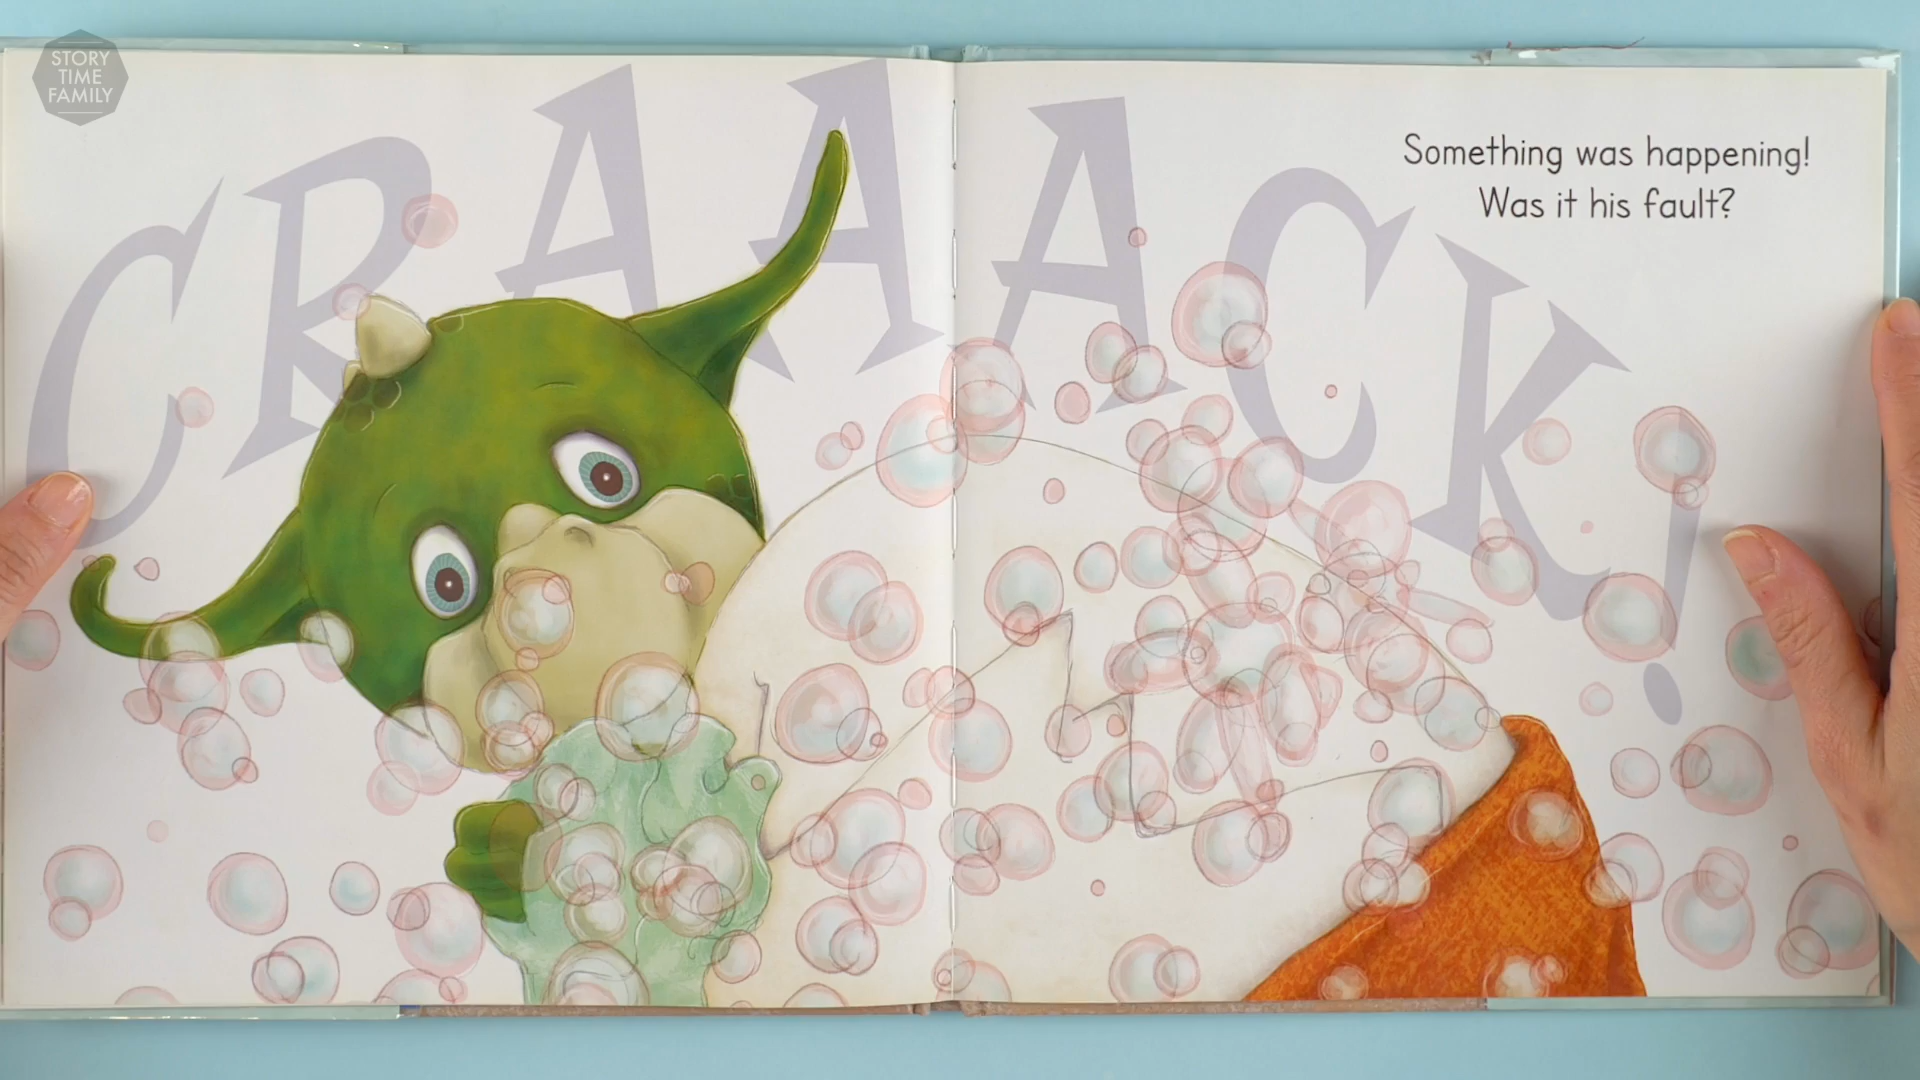 STORY
TIME
FAMILY
CRAAACK!
Something was happening!
Was it his fault?